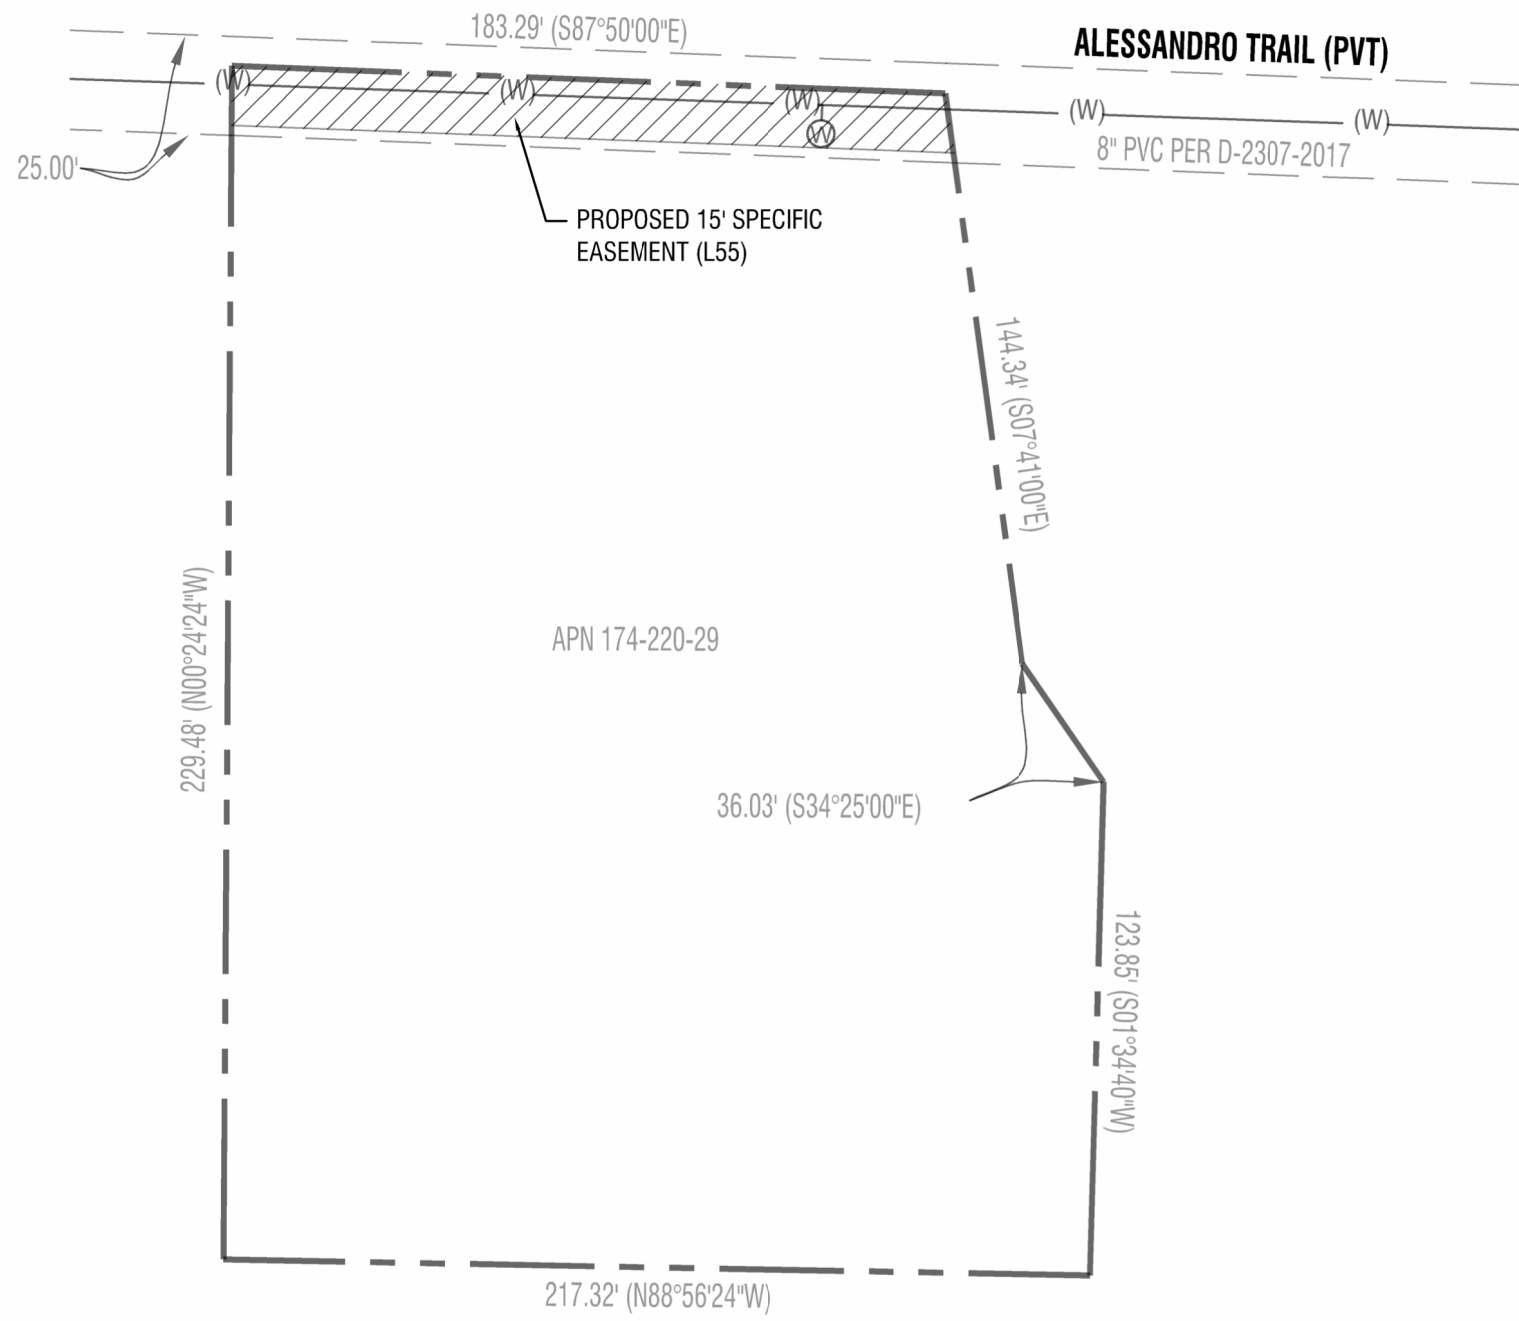 183.29' (S87°50'00"E)
ALESSANDRO TRAIL (PVT)
(W)
(W)
(W)
(W)
(W)
W
8" PVC PER D-2307-2017
25.00'
PROPOSED 15' SPECIFIC
EASEMENT (L55)
144.34' (S07°41'00"E)
229.48' (N00°24'24"W)
APN 174-220-29
36.03' (S34°25'00"E)
123.85' (S01°34'40"W)
217.32' (N88°56'24"W)